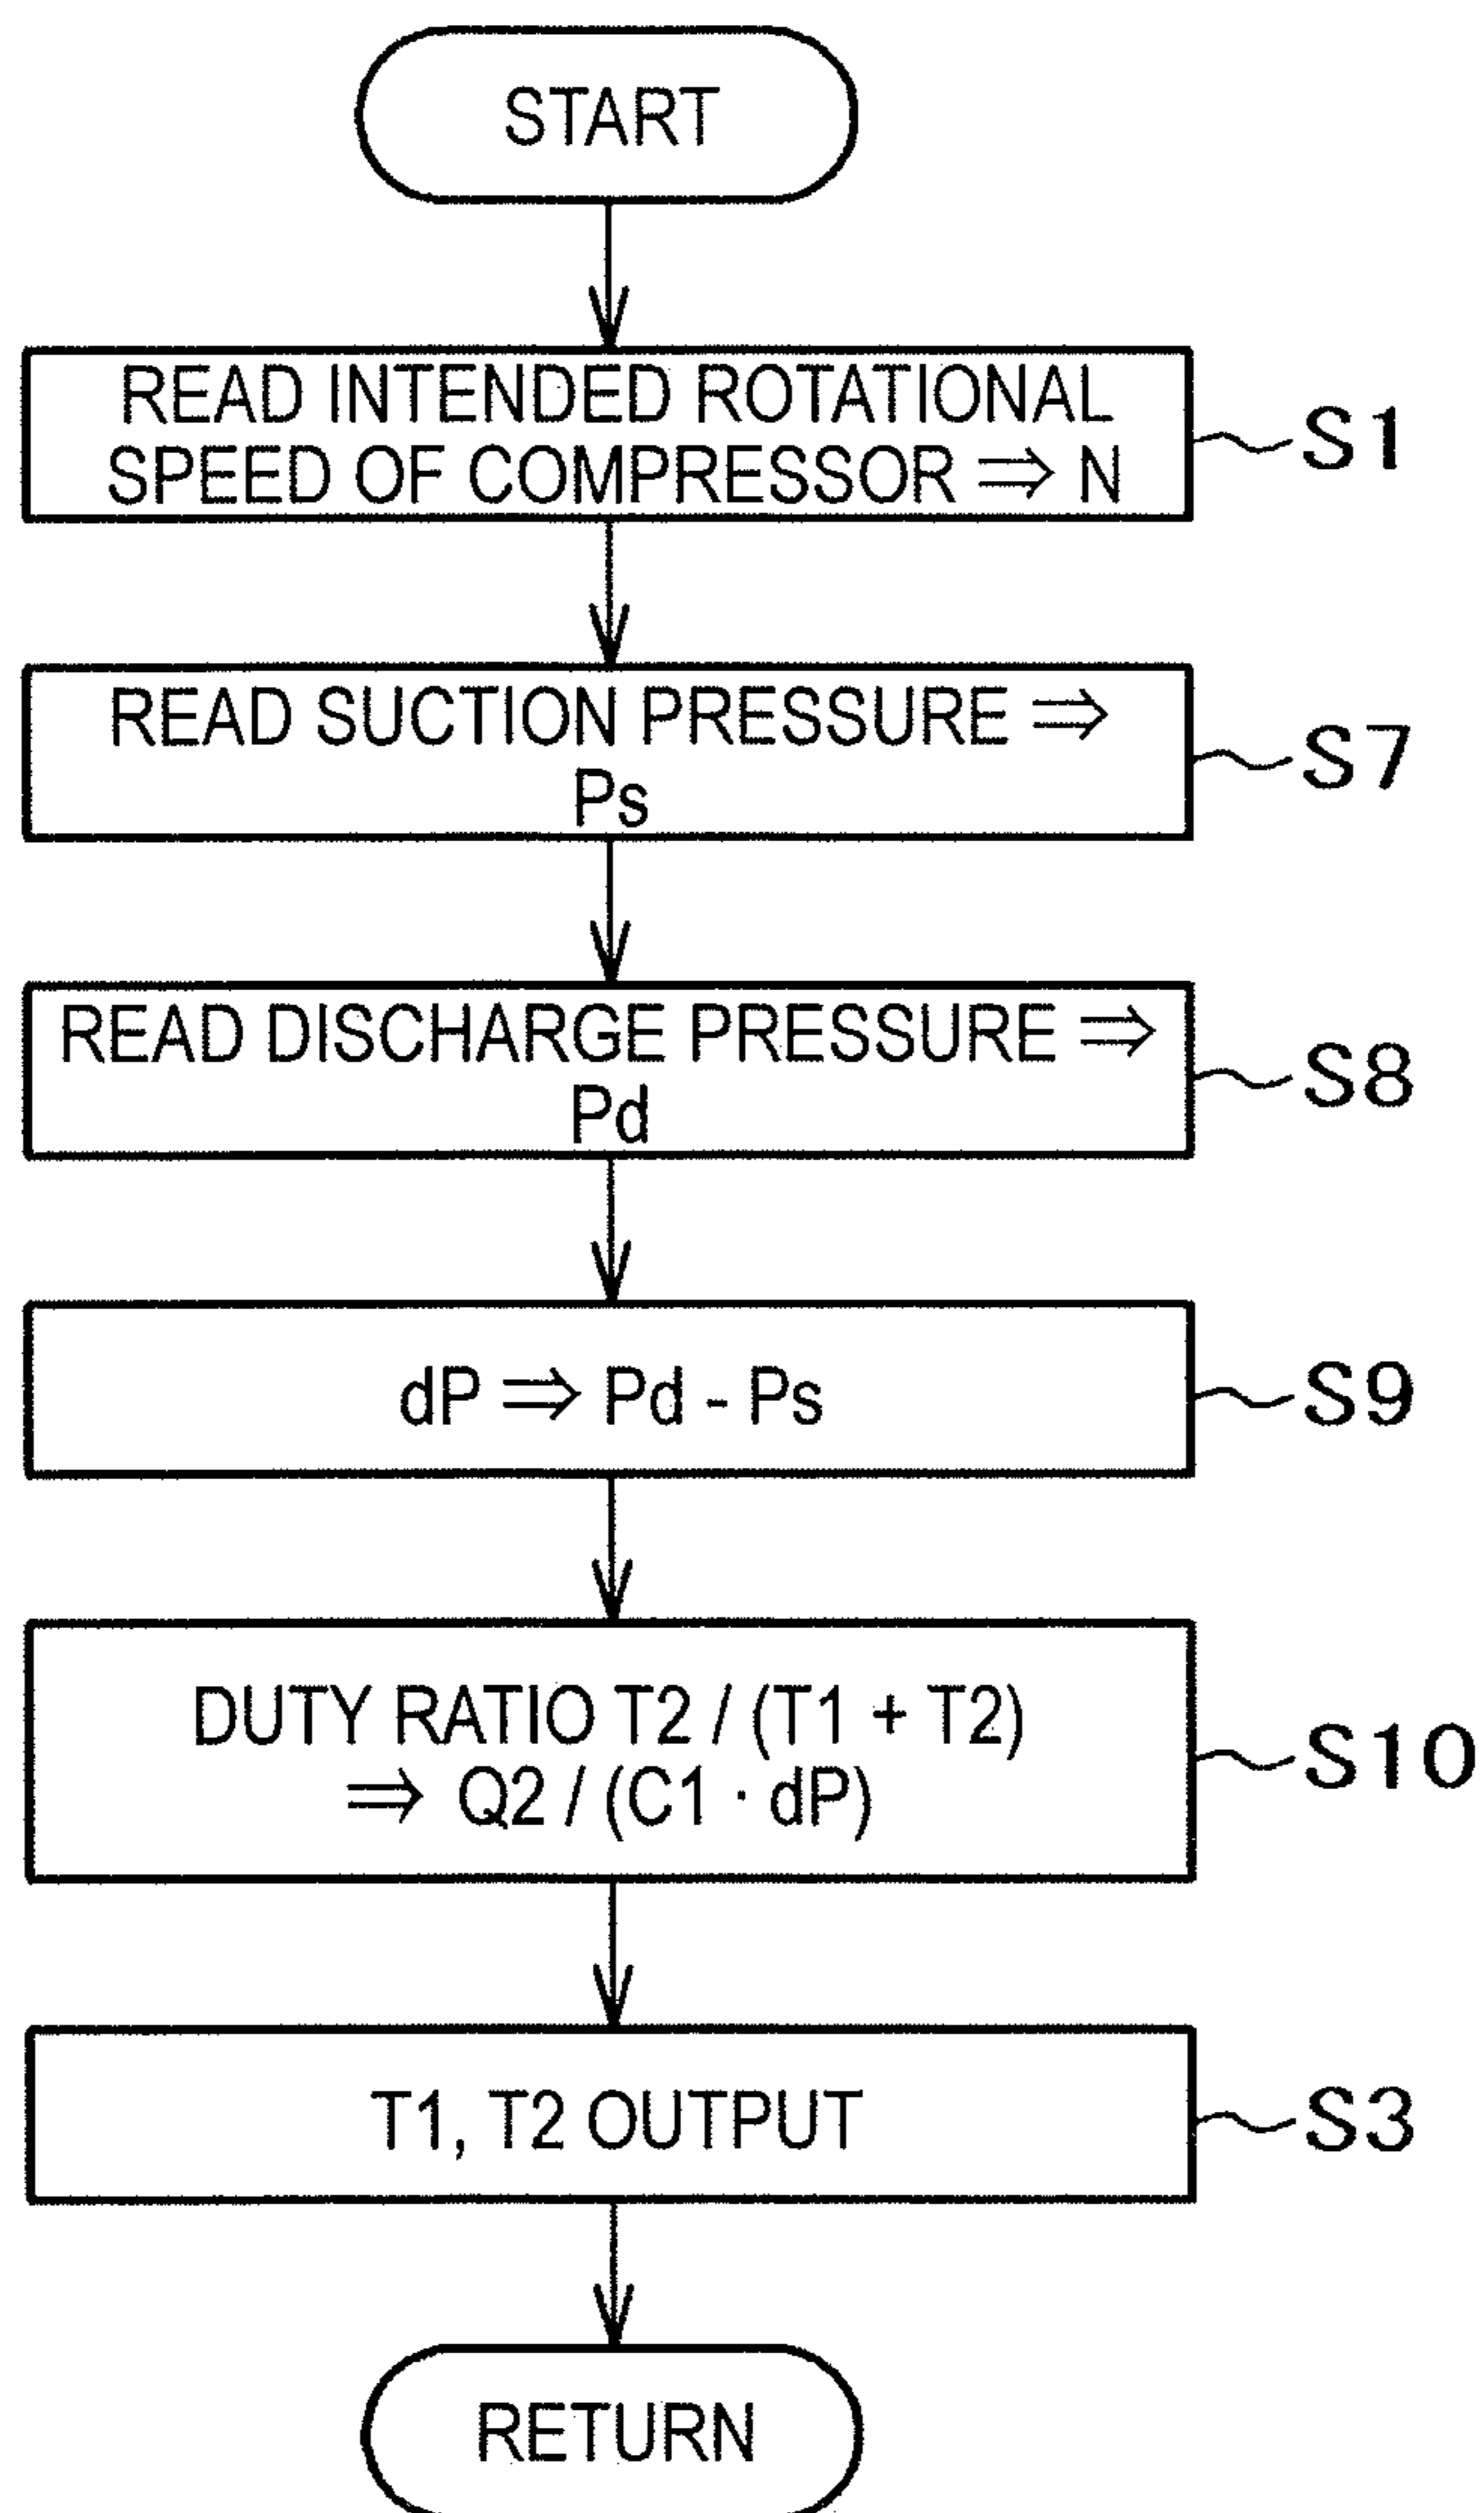 START
READ INTENDED ROTATIONAL
SPEED OF COMPRESSOR ⇒ N
S1
READ SUCTION PRESSURE ⇒
Ps
S7
READ DISCHARGE PRESSURE ⇒
Pd
S8
dP ⇒ Pd - Ps
S9
DUTY RATIO T2 / (T1 + T2)
⇒ Q2 / (C1 · dP)
S10
T1, T2 OUTPUT
S3
RETURN